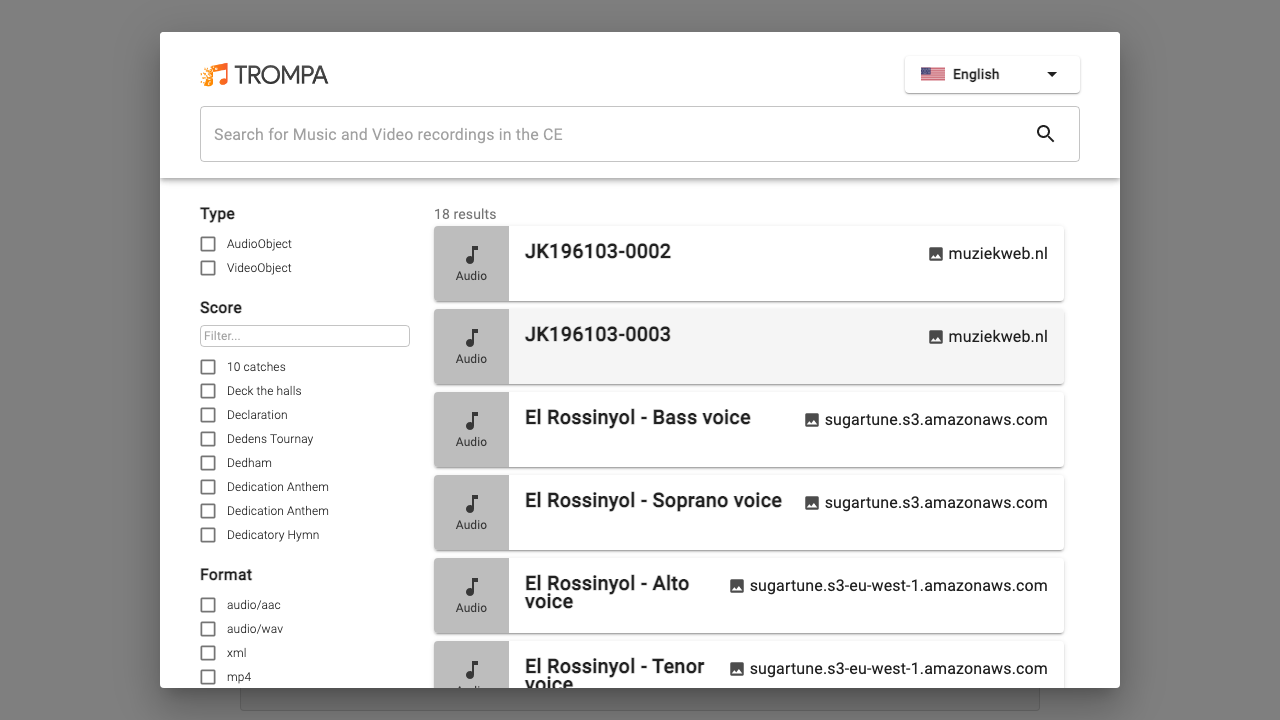 TROMPA
English
Search for Music and Video recordings in the CE
Type
AudioObject
VideoObject
Score
Filter...
10 catches
Deck the halls
Declaration
Dedens Tournay
Dedham
Dedication Anthem
Dedication Anthem
Dedicatory Hymn
Format
audio/aac
audio/wav
xml
mp4
18 results
Audio
JK196103-0002
muziekweb.nl
Audio
JK196103-0003
muziekweb.nl
Audio
El Rossinyol - Bass voice
sugartune.s3.amazonaws.com
Audio
El Rossinyol - Soprano voice
sugartune.s3.amazonaws.com
Audio
El Rossinyol - Alto
voice
sugartune.s3-eu-west-1.amazonaws.com
Audio
El Rossinyol - Tenor
voice
sugartune.s3-eu-west-1.amazonaws.com